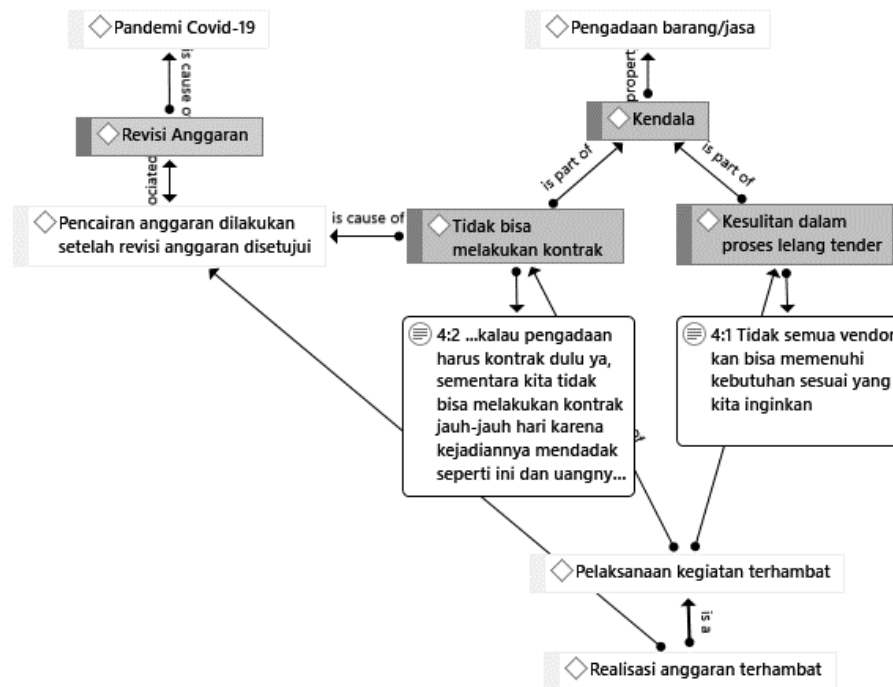 Pandemi Covid-19
Pengadaan barang/jasa
is cause o
propert
Revisi Anggaran
Kendala
ociated
is part of
is part of
Pencairan anggaran dilakukan
setelah revisi anggaran disetujui
is cause of
Tidak bisa
melakukan kontrak
Kesulitan dalam
proses lelang tender
4:2 ...kalau pengadaan
harus kontrak dulu ya,
sementara kita tidak
bisa melakukan kontrak
jauh-jauh hari karena
kejadiannya mendadak
seperti ini dan uangny...
4:1 Tidak semua vendor
kan bisa memenuhi
kebutuhan sesuai yang
kita inginkan
of
Pelaksanaan kegiatan terhambat
is a
Realisasi anggaran terhambat